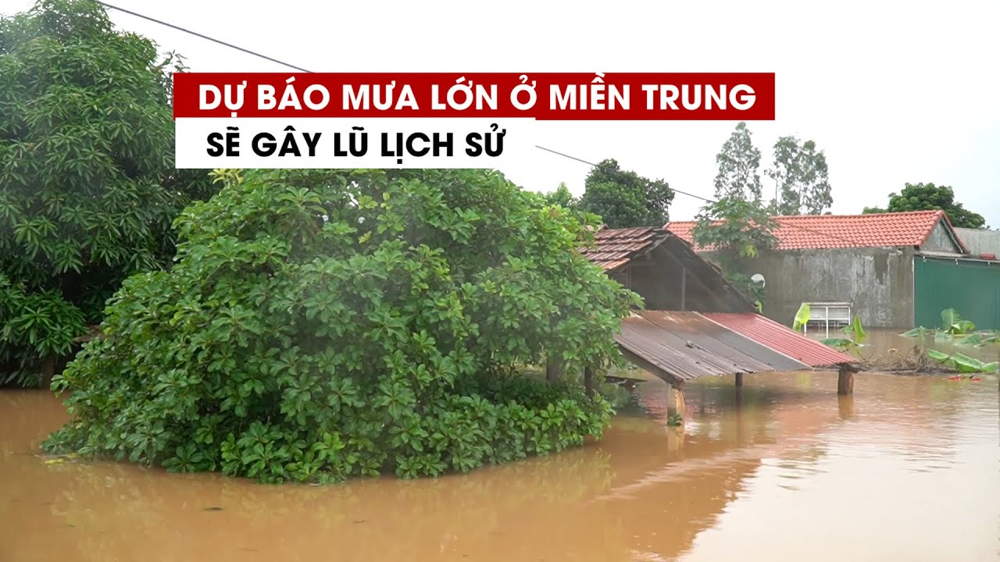 DỰ BÁO MƯA LỚN Ở MIỀN TRUNG
SẼ GÂY LŨ LỊCH SỬ